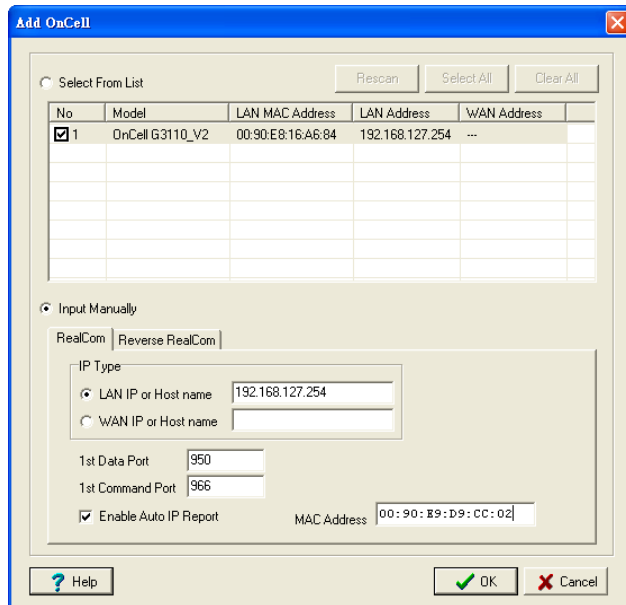 Add OnCell
Select From List
Rescan
Select All
Clear All
No Model LAN MAC Address LAN Address WAN Address
1 OnCell G3110_V2 00:90:E8:16:A6:84 192.168.127.254 ---
Input Manually
RealCom Reverse RealCom
IP Type
LAN IP or Host name 192.168.127.254
WAN IP or Host name
1st Data Port 950
1st Command Port 966
Enable Auto IP Report MAC Address 00:90:E9:D9:CC:02
? Help OK Cancel